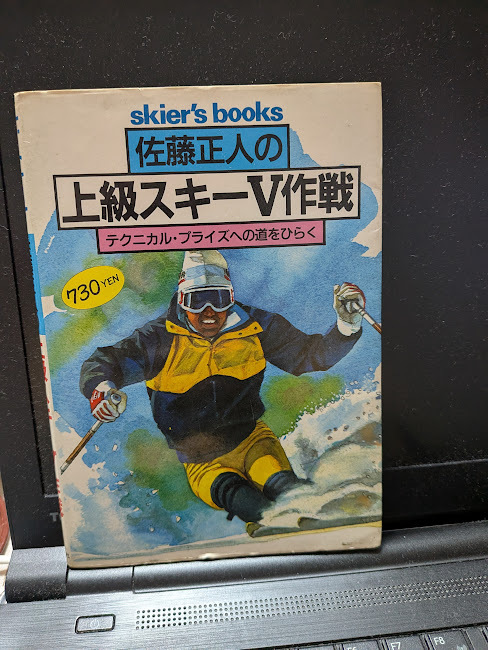 skier's books
佐藤正人の
上級スキーV作戦
テクニカル・プライズへの道をひらく
730 YEN